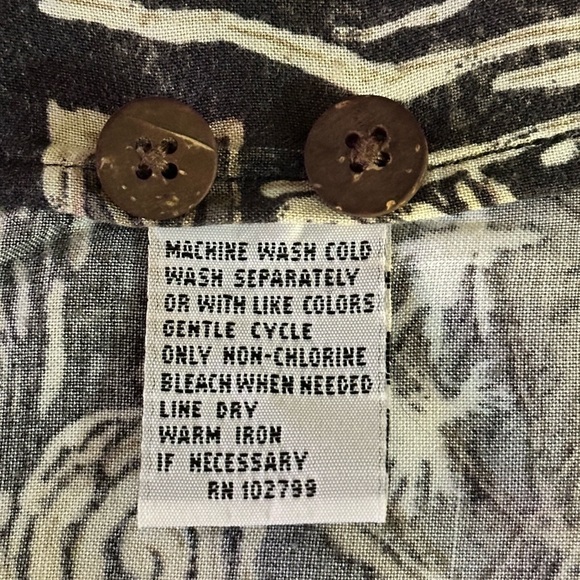 MACHINE WASH COLD
WASH SEPARATELY
OR WITH LIKE COLORS
GENTLE CYCLE
ONLY NON-CHLORINE
BLEACH WHEN NEEDED
LINE DRY
WARM IRON
IF NECESSARY
RN 102799